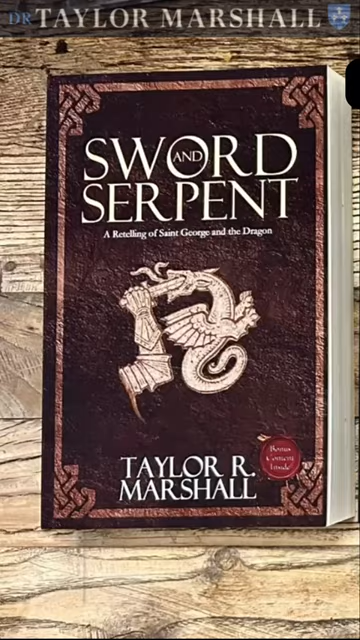 DR TAYLOR MARSHALL
SWORD
AND
SERPENT
A Retelling of Saint George and the Dragon
TAYLOR R.
MARSHALL
Bonus
Content
Inside